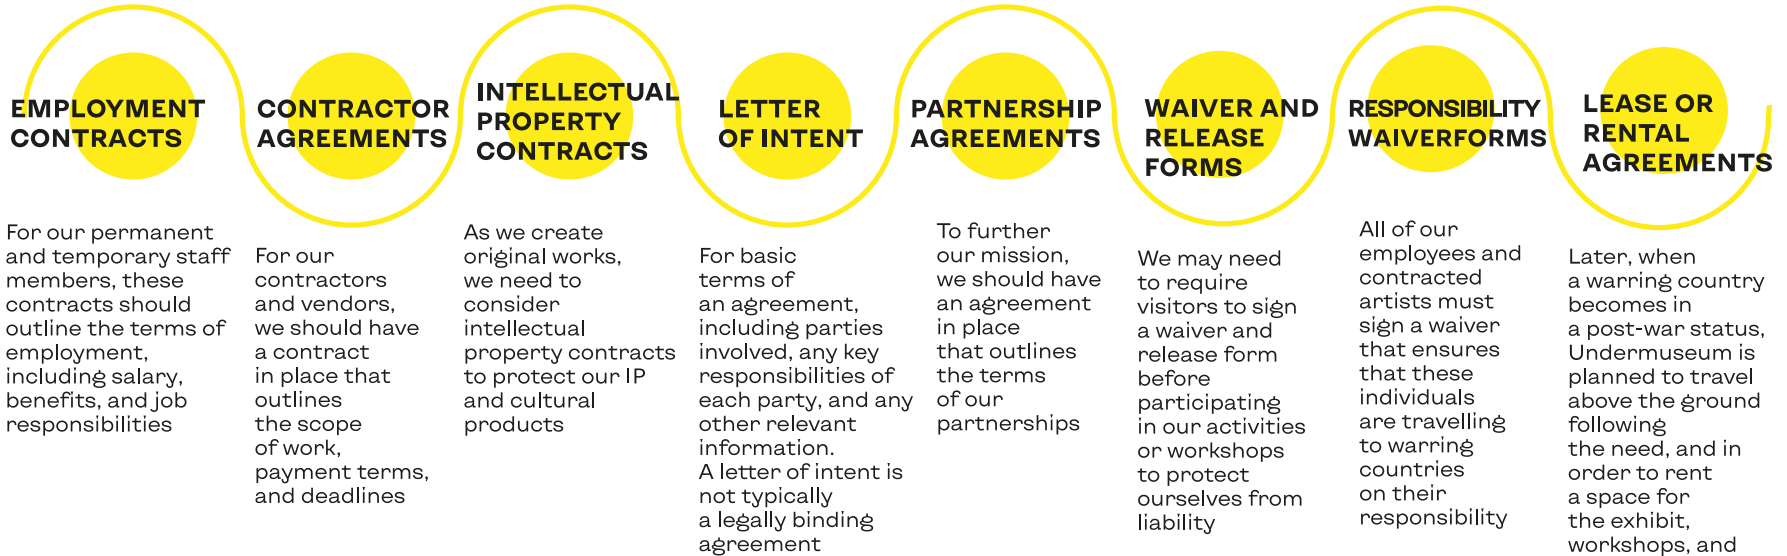 EMPLOYMENT
CONTRACTS
For our permanent
and temporary staff
members, these
contracts should
outline the terms of
employment,
including salary,
benefits, and job
responsibilities
CONTRACTOR
AGREEMENTS
For our
contractors
and vendors,
we should have
a contract
in place that
outlines
the scope
of work,
payment terms,
and deadlines
INTELLECTUAL
PROPERTY
CONTRACTS
As we create
original works,
we need to
consider
intellectual
property contracts
to protect our IP
and cultural
products
LETTER
OF INTENT
For basic
terms of
an agreement,
including parties
involved, any key
responsibilities of
each party, and any
other relevant
information.
A letter of intent is
not typically
a legally binding
agreement
PARTNERSHIP
AGREEMENTS
To further
our mission,
we should have
an agreement
in place
that outlines
the terms
of our
partnerships
WAIVER AND
RELEASE
FORMS
We may need
to require
visitors to sign
a waiver and
release form
before
participating
in our activities
or workshops
to protect
ourselves from
liability
RESPONSIBILITY
WAIVERFORMS
All of our
employees and
contracted
artists must
sign a waiver
that ensures
that these
individuals
are travelling
to warring
countries
on their
responsibility
LEASE OR
RENTAL
AGREEMENTS
Later, when
a warring country
becomes in
a post-war status,
Undermuseum is
planned to travel
above the ground
following
the need, and in
order to rent
a space for
the exhibit,
workshops, and